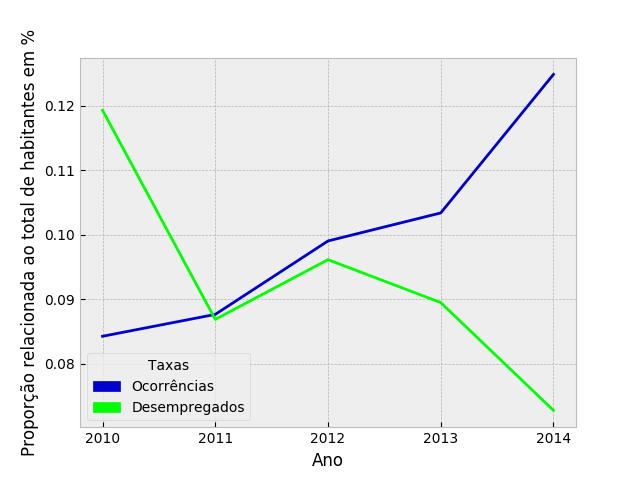 Proporção relacionada ao total de habitantes em %
0.12
0.11
0.10
0.09
0.08
Taxas
Ocorrências
Desempregados
2010 2011 2012 2013 2014
Ano